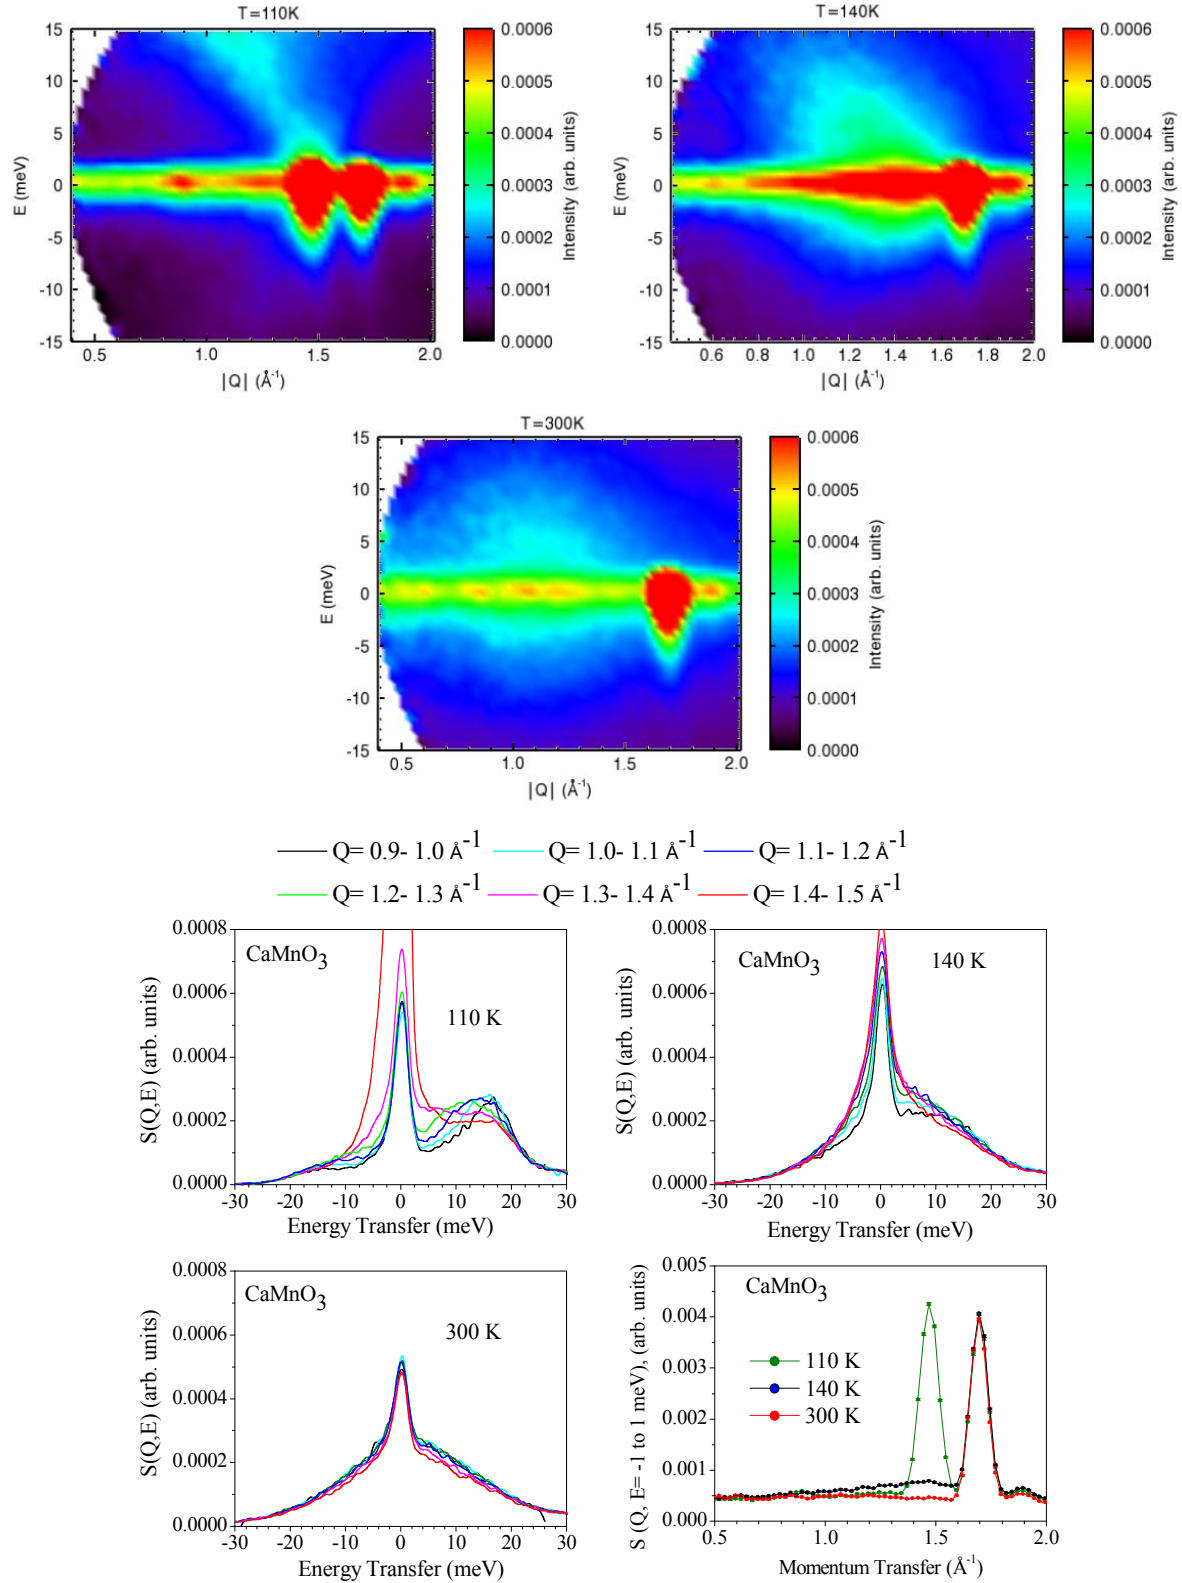 T=110K
15
10
5
0
-5
-10
-15
E (meV)
0.5 1.0 1.5 2.0
|Q| (Å-1)
0.0006
0.0005
0.0004
0.0003
0.0002
0.0001
0.0000
Intensity (arb. units)
T=140K
15
10
5
0
-5
-10
-15
E (meV)
0.6 0.8 1.0 1.2 1.4 1.6 1.8 2.0
|Q| (Å-1)
0.0006
0.0005
0.0004
0.0003
0.0002
0.0001
0.0000
Intensity (arb. units)
T=300K
15
10
5
0
-5
-10
-15
E (meV)
0.5 1.0 1.5 2.0
|Q| (Å-1)
0.0006
0.0005
0.0004
0.0003
0.0002
0.0001
0.0000
Intensity (arb. units)
Q= 0.9- 1.0 Å-1 Q= 1.0- 1.1 Å-1 Q= 1.1- 1.2 Å-1
Q= 1.2- 1.3 Å-1 Q= 1.3- 1.4 Å-1 Q= 1.4- 1.5 Å-1
0.0008
0.0006
0.0004
0.0002
0.0000
S(Q,E) (arb. units)
CaMnO3
110 K
-30 -20 -10 0 10 20 30
Energy Transfer (meV)
0.0008
0.0006
0.0004
0.0002
0.0000
S(Q,E) (arb. units)
CaMnO3
140 K
-30 -20 -10 0 10 20 30
Energy Transfer (meV)
0.0008
0.0006
0.0004
0.0002
0.0000
S(Q,E) (arb. units)
CaMnO3
300 K
-30 -20 -10 0 10 20 30
Energy Transfer (meV)
0.005
0.004
0.003
0.002
0.001
0.000
S (Q, E= -1 to 1 meV), (arb. units)
CaMnO3
110 K
140 K
300 K
0.5 1.0 1.5 2.0
Momentum Transfer (Å-1)